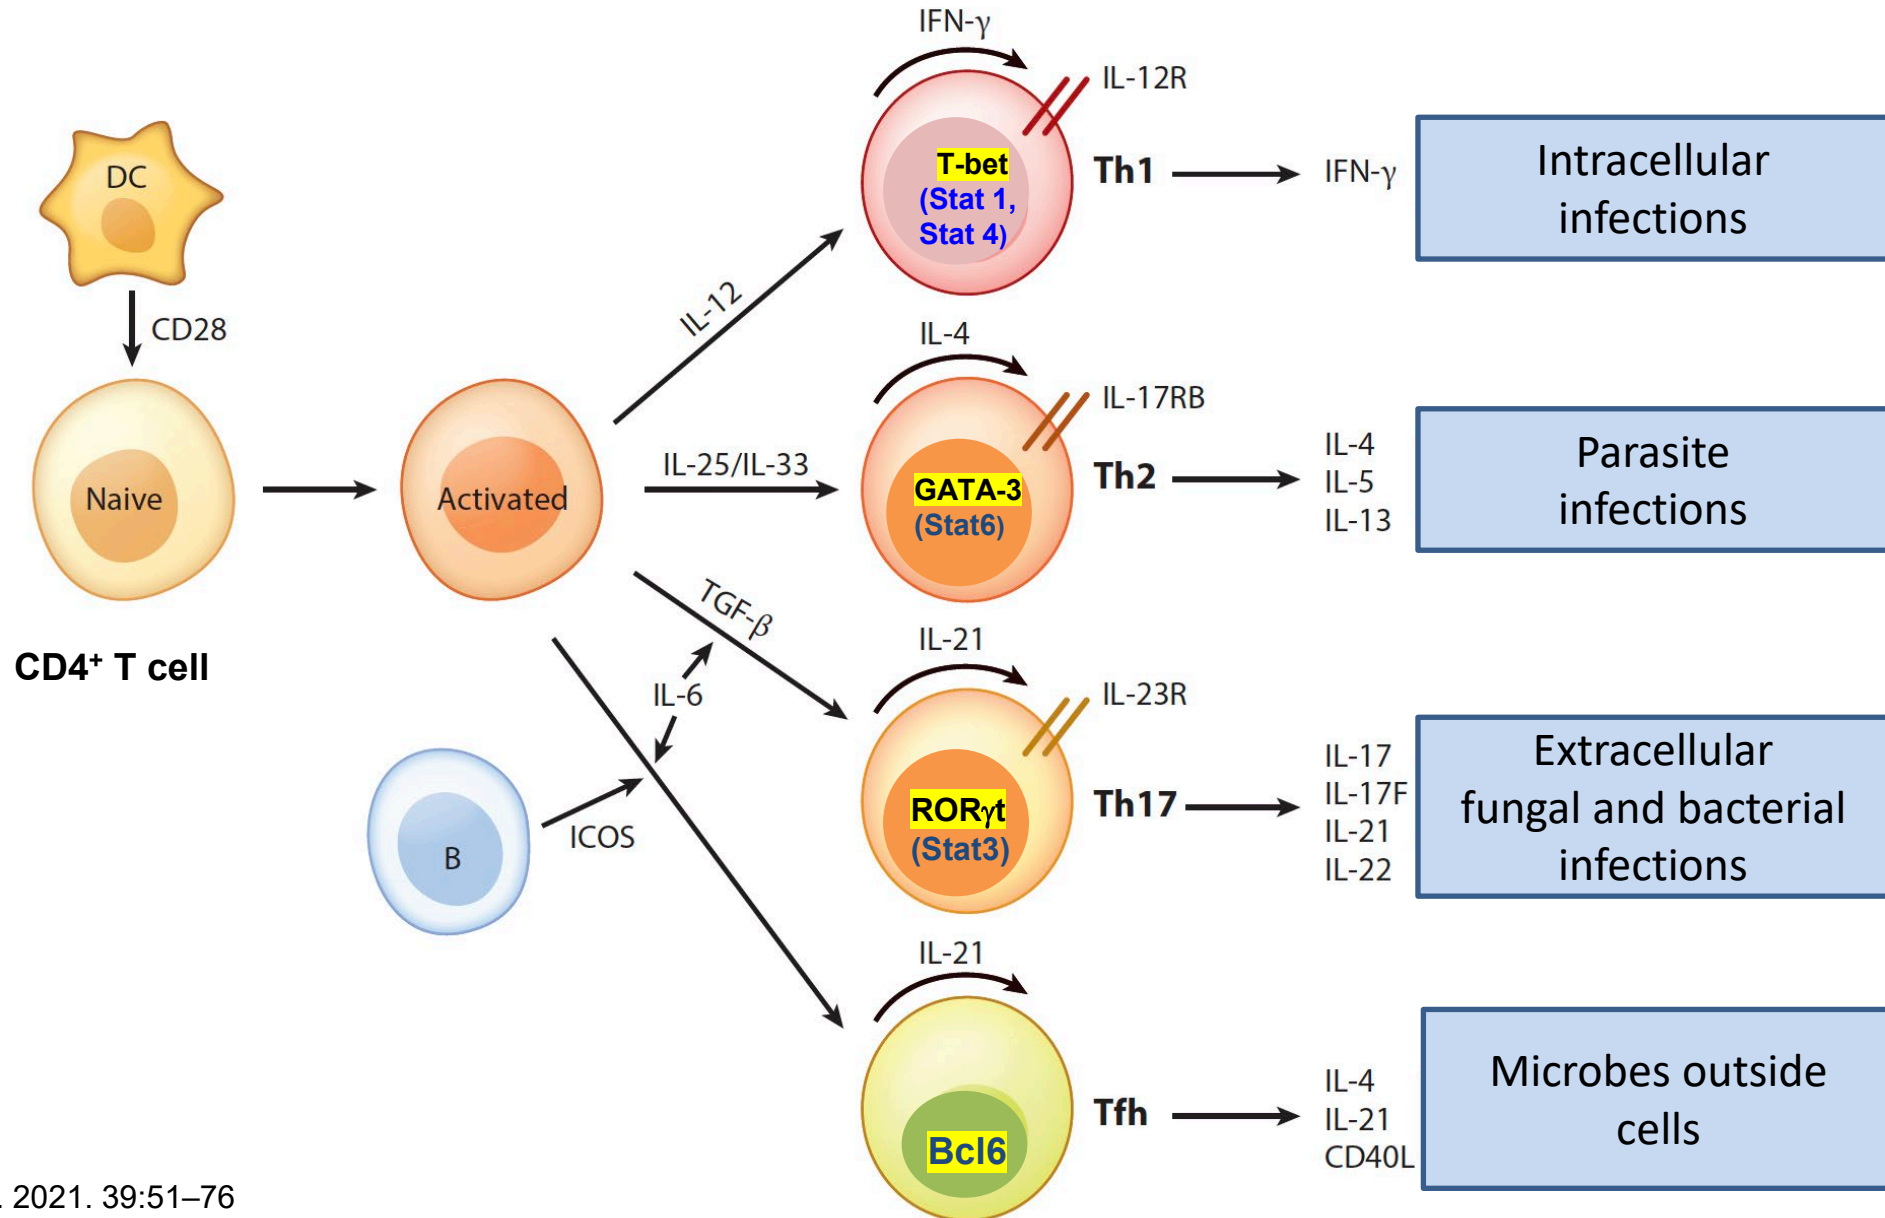 DC
CD28
Naive
CD4⁺ T cell
Activated
B
ICOS
IL-6
IL-12
IL-25/IL-33
TGF-β
IFN-γ
IL-12R
T-bet
(Stat 1,
Stat 4)
Th1
IFN-γ
Intracellular
infections
IL-4
IL-17RB
GATA-3
(Stat6)
Th2
IL-4
IL-5
IL-13
Parasite
infections
IL-21
IL-23R
RORγt
(Stat3)
Th17
IL-17
IL-17F
IL-21
IL-22
Extracellular
fungal and bacterial
infections
IL-21
Bcl6
Tfh
IL-4
IL-21
CD40L
Microbes outside
cells
. 2021. 39:51–76